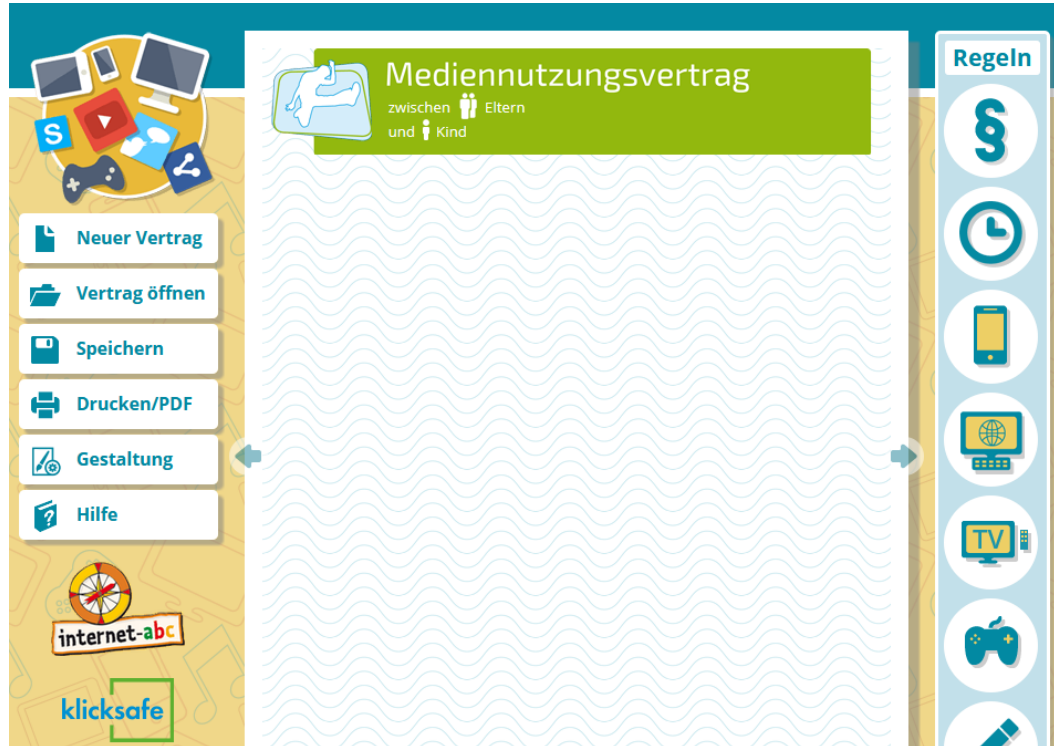 Mediennutzungsvertrag
zwischen Eltern
und Kind
Regeln
§
S
Neuer Vertrag
Vertrag öffnen
Speichern
Drucken/PDF
Gestaltung
?
Hilfe
TV
internet-abc
klicksafe